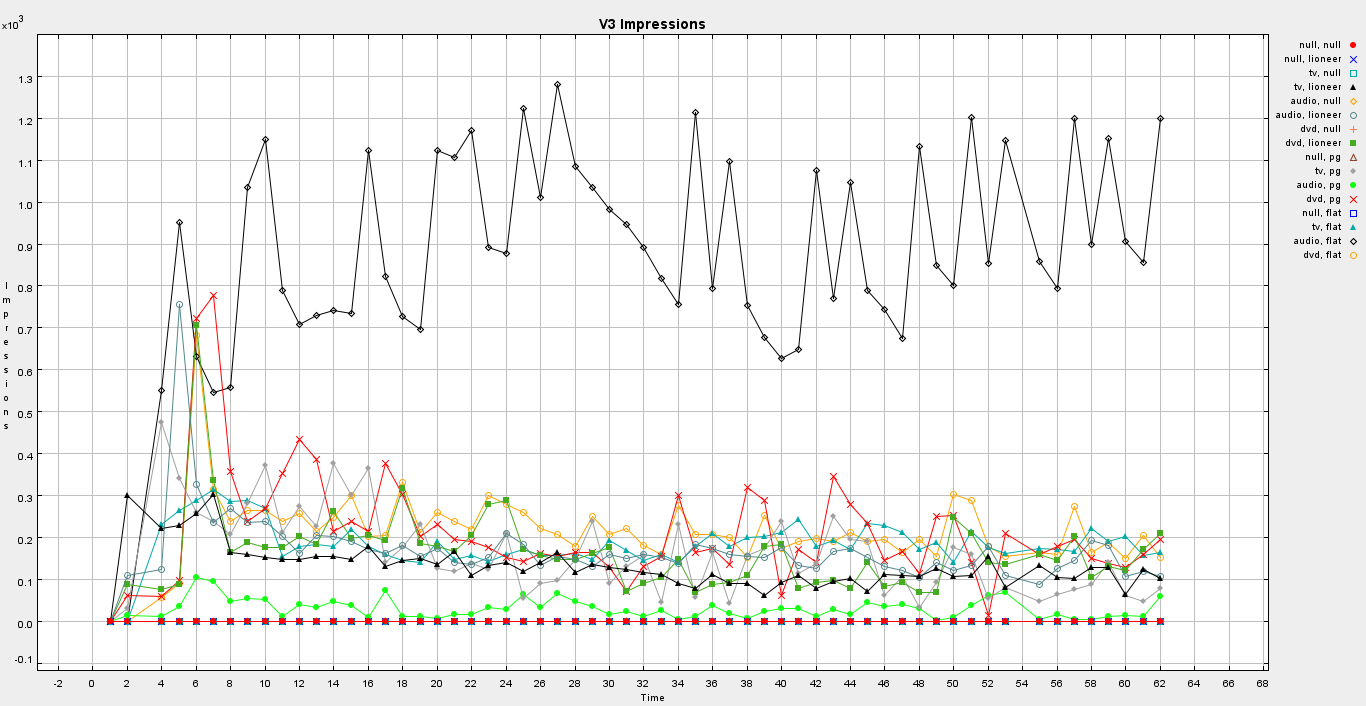 V3 Impressions
×10³
1.3
1.2
1.1
1.0
0.9
0.8
0.7
0.6
0.5
0.4
0.3
0.2
0.1
0.0
-0.1
Impressions
-2 0 2 4 6 8 10 12 14 16 18 20 22 24 26 28 30 32 34 36 38 40 42 44 46 48 50 52 54 56 58 60 62 64 66 68
Time
null, null
null, lioneer
tv, null
tv, lioneer
audio, null
audio, lioneer
dvd, null
dvd, lioneer
null, pg
tv, pg
audio, pg
dvd, pg
null, flat
tv, flat
audio, flat
dvd, flat